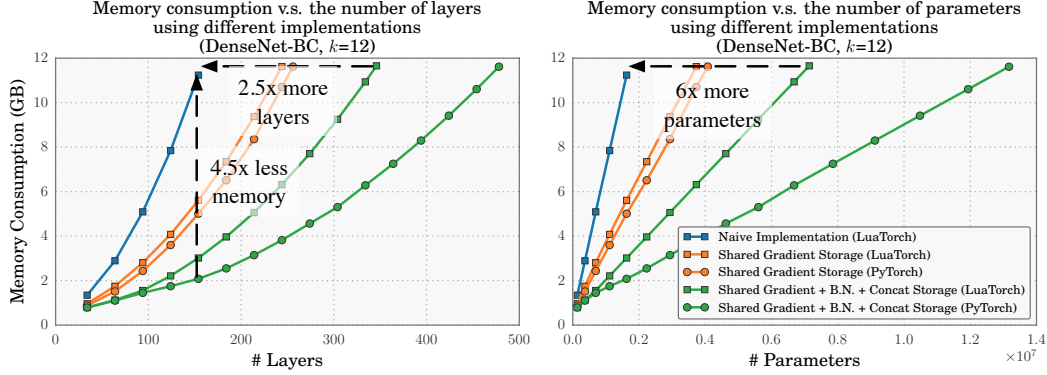 Memory consumption v.s. the number of layers
using different implementations
(DenseNet-BC, k=12)
12
10
8
6
4
2
0
Memory Consumption (GB)
2.5x more
layers
4.5x less
memory
0
100
200
300
400
500
# Layers
Memory consumption v.s. the number of parameters
using different implementations
(DenseNet-BC, k=12)
12
10
8
6
4
2
0
6x more
parameters
Naive Implementation (LuaTorch)
Shared Gradient Storage (LuaTorch)
Shared Gradient Storage (PyTorch)
Shared Gradient + B.N. + Concat Storage (LuaTorch)
Shared Gradient + B.N. + Concat Storage (PyTorch)
0.0
0.2
0.4
0.6
0.8
1.0
1.2
1.4
×10⁷
# Parameters